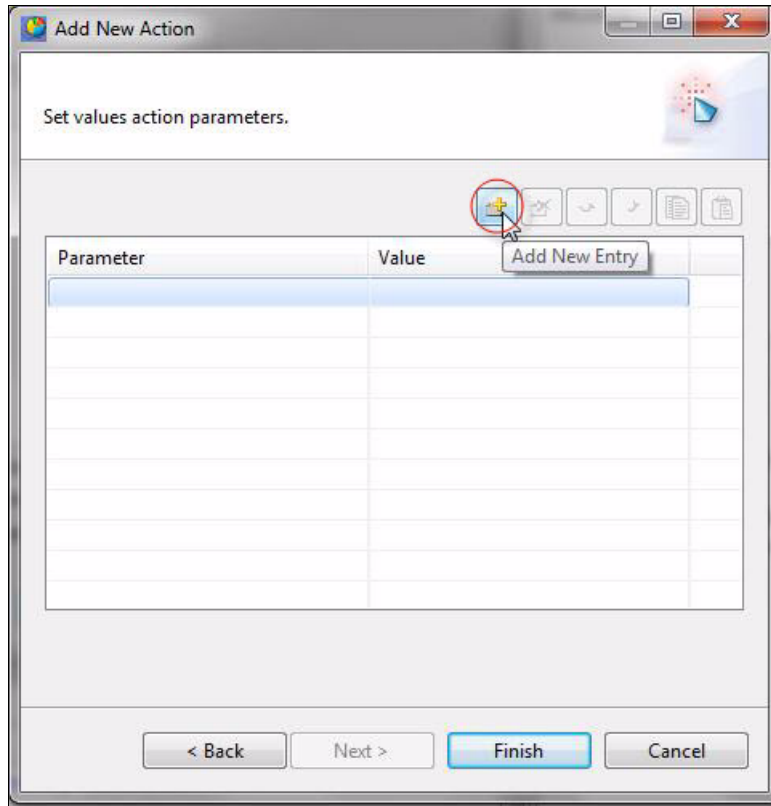 Add New Action
Set values action parameters.
Parameter Value Add New Entry
< Back Next > Finish Cancel